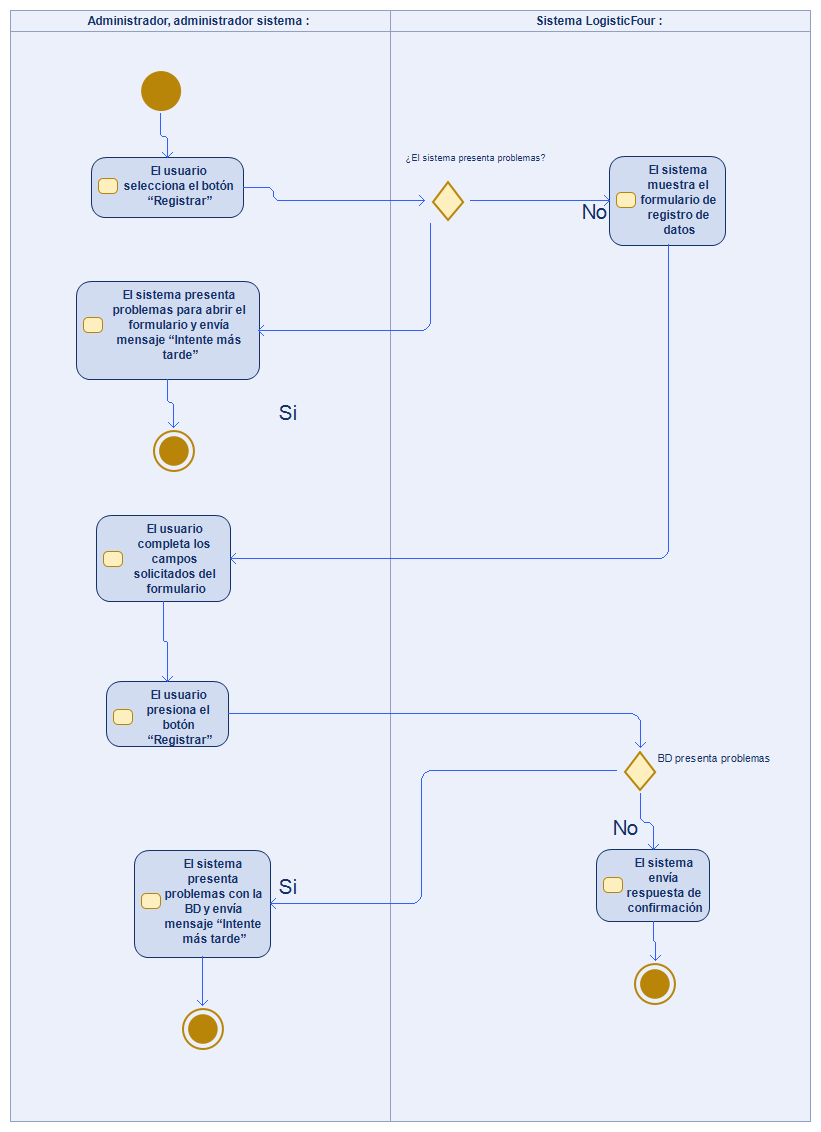 Administrador, administrador sistema :
Sistema LogisticFour :
El usuario
selecciona el botón
“Registrar”
¿El sistema presenta problemas?
No
El sistema
muestra el
formulario de
registro de
datos
El sistema presenta
problemas para abrir el
formulario y envía
mensaje “Intente más
tarde”
Si
El usuario
completa los
campos
solicitados del
formulario
El usuario
presiona el
botón
“Registrar”
BD presenta problemas
No
El sistema
envía
respuesta de
confirmación
Si
El sistema
presenta
problemas con la
BD y envía
mensaje “Intente
más tarde”